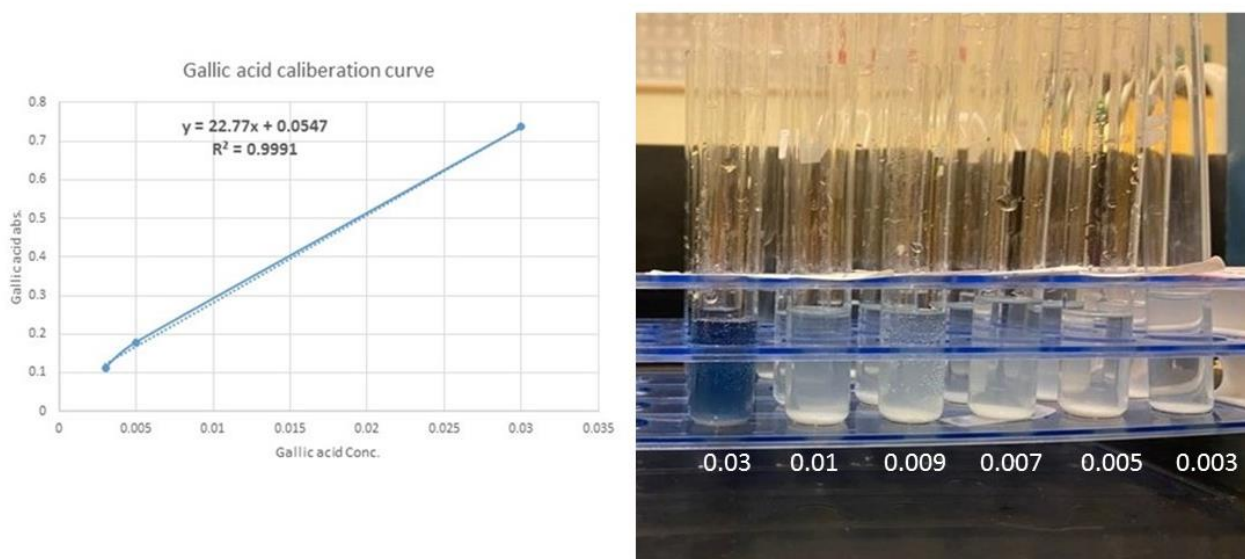 Gallic acid caliberation curve
y = 22.77x + 0.0547
R² = 0.9991
Gallic acid abs.
0.8
0.7
0.6
0.5
0.4
0.3
0.2
0.1
0
0 0.005 0.01 0.015 0.02 0.025 0.03 0.035
Gallic acid Conc.
0.03 0.01 0.009 0.007 0.005 0.003